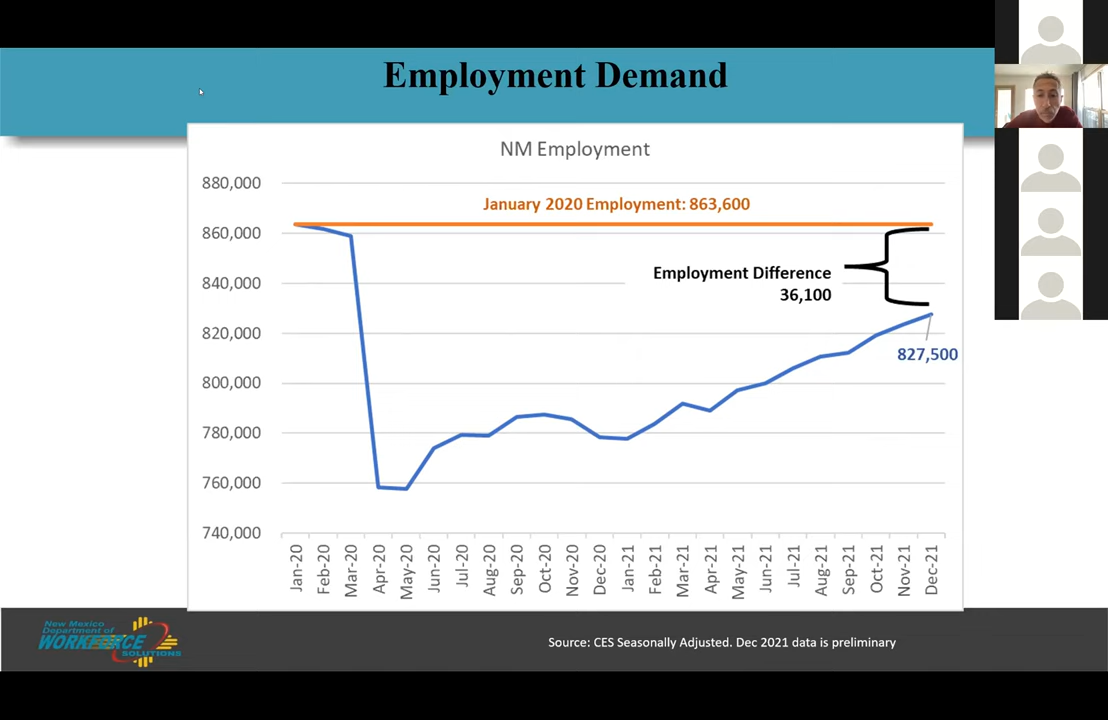 Employment Demand
NM Employment
880,000
860,000
840,000
820,000
800,000
780,000
760,000
740,000
January 2020 Employment: 863,600
Employment Difference
36,100
827,500
Jan-20
Feb-20
Mar-20
Apr-20
May-20
Jun-20
Jul-20
Aug-20
Sep-20
Oct-20
Nov-20
Dec-20
Jan-21
Feb-21
Mar-21
Apr-21
May-21
Jun-21
Jul-21
Aug-21
Sep-21
Oct-21
Nov-21
Dec-21
New Mexico
Department of
WORKFORCE
SOLUTIONS
Source: CES Seasonally Adjusted. Dec 2021 data is preliminary